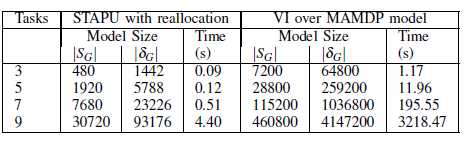 Tasks STAPU with reallocation VI over MAMDP model
Model Size Time Model Size Time
|S_G| |δ_G| (s) |S_G| |δ_G| (s)
3 480 1442 0.09 7200 64800 1.17
5 1920 5788 0.12 28800 259200 11.96
7 7680 23226 0.51 115200 1036800 195.55
9 30720 93176 4.40 460800 4147200 3218.47